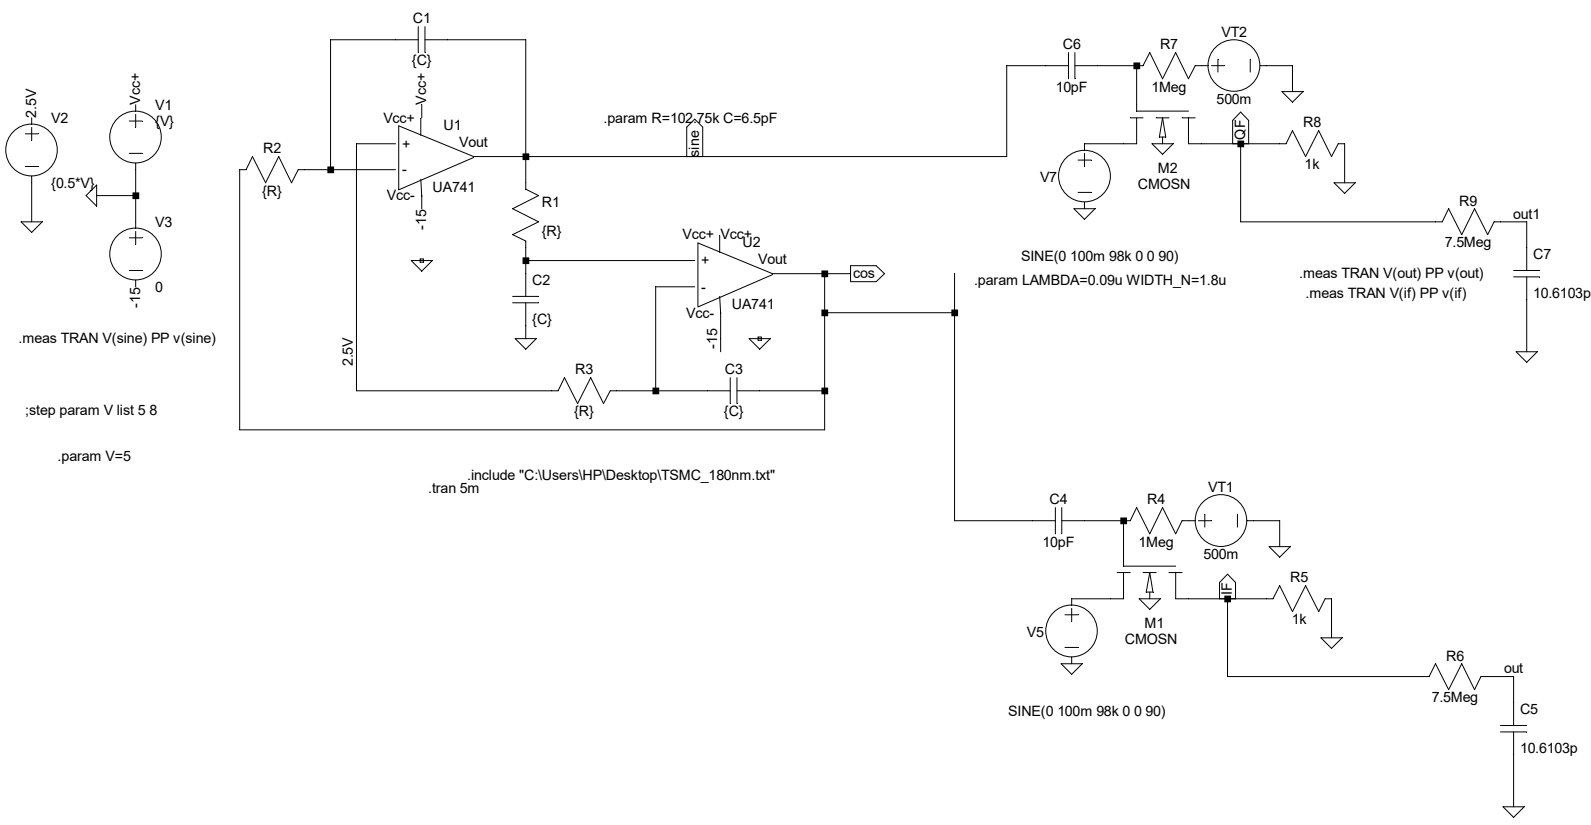 C1
{C}
Vcc+
2.5V
V2
Vcc+
V1
{V}
{0.5*V}
V3
-15
0
.meas TRAN V(sine) PP v(sine)
;step param V list 5 8
.param V=5
R2
{R}
Vcc+
U1
Vout
+
-
UA741
Vcc-
-15
.param R=102.75k C=6.5pF
sine
R1
{R}
C2
{C}
Vcc+
Vcc+
U2
Vout
+
-
UA741
Vcc-
-15
cos
2.5V
R3
{R}
C3
{C}
.include "C:\Users\HP\Desktop\TSMC_180nm.txt"
.tran 5m
C6
10pF
R7
1Meg
VT2
500m
QF
R8
1k
M2
CMOSN
V7
SINE(0 100m 98k 0 0 90)
.param LAMBDA=0.09u WIDTH_N=1.8u
R9
7.5Meg
out1
C7
10.6103p
.meas TRAN V(out) PP v(out)
.meas TRAN V(if) PP v(if)
C4
10pF
R4
1Meg
VT1
500m
IF
R5
1k
M1
CMOSN
V5
SINE(0 100m 98k 0 0 90)
R6
7.5Meg
out
C5
10.6103p